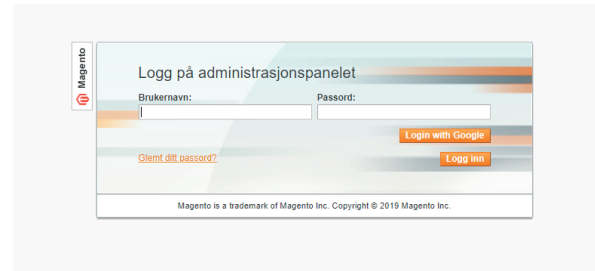 Magento
Logg på administrasjonspanelet
Brukernavn: Passord:
Login with Google
Glemt ditt passord? Logg inn
Magento is a trademark of Magento Inc. Copyright © 2019 Magento Inc.